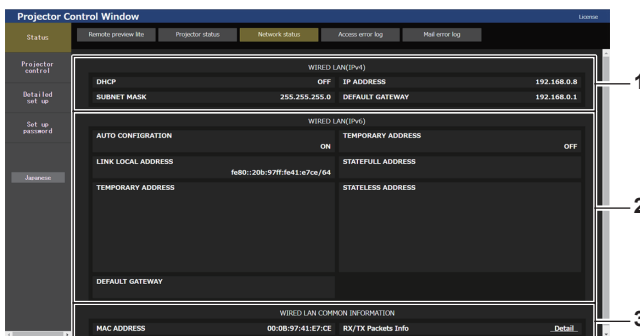 Projector Control Window
License
Status
Remote preview lite
Projector status
Network status
Access error log
Mail error log
Projector
control
Detailed
set up
Set up
password
Japanese
WIRED LAN(IPv4)
DHCP OFF IP ADDRESS 192.168.0.8
SUBNET MASK 255.255.255.0 DEFAULT GATEWAY 192.168.0.1
1
WIRED LAN(IPv6)
AUTO CONFIGRATION TEMPORARY ADDRESS
ON OFF
LINK LOCAL ADDRESS STATEFULL ADDRESS
fe80::20b:97ff:fe41:e7ce/64
TEMPORARY ADDRESS STATELESS ADDRESS
2
DEFAULT GATEWAY
WIRED LAN COMMON INFORMATION
3
MAC ADDRESS 00:0B:97:41:E7:CE RX/TX Packets Info Detail